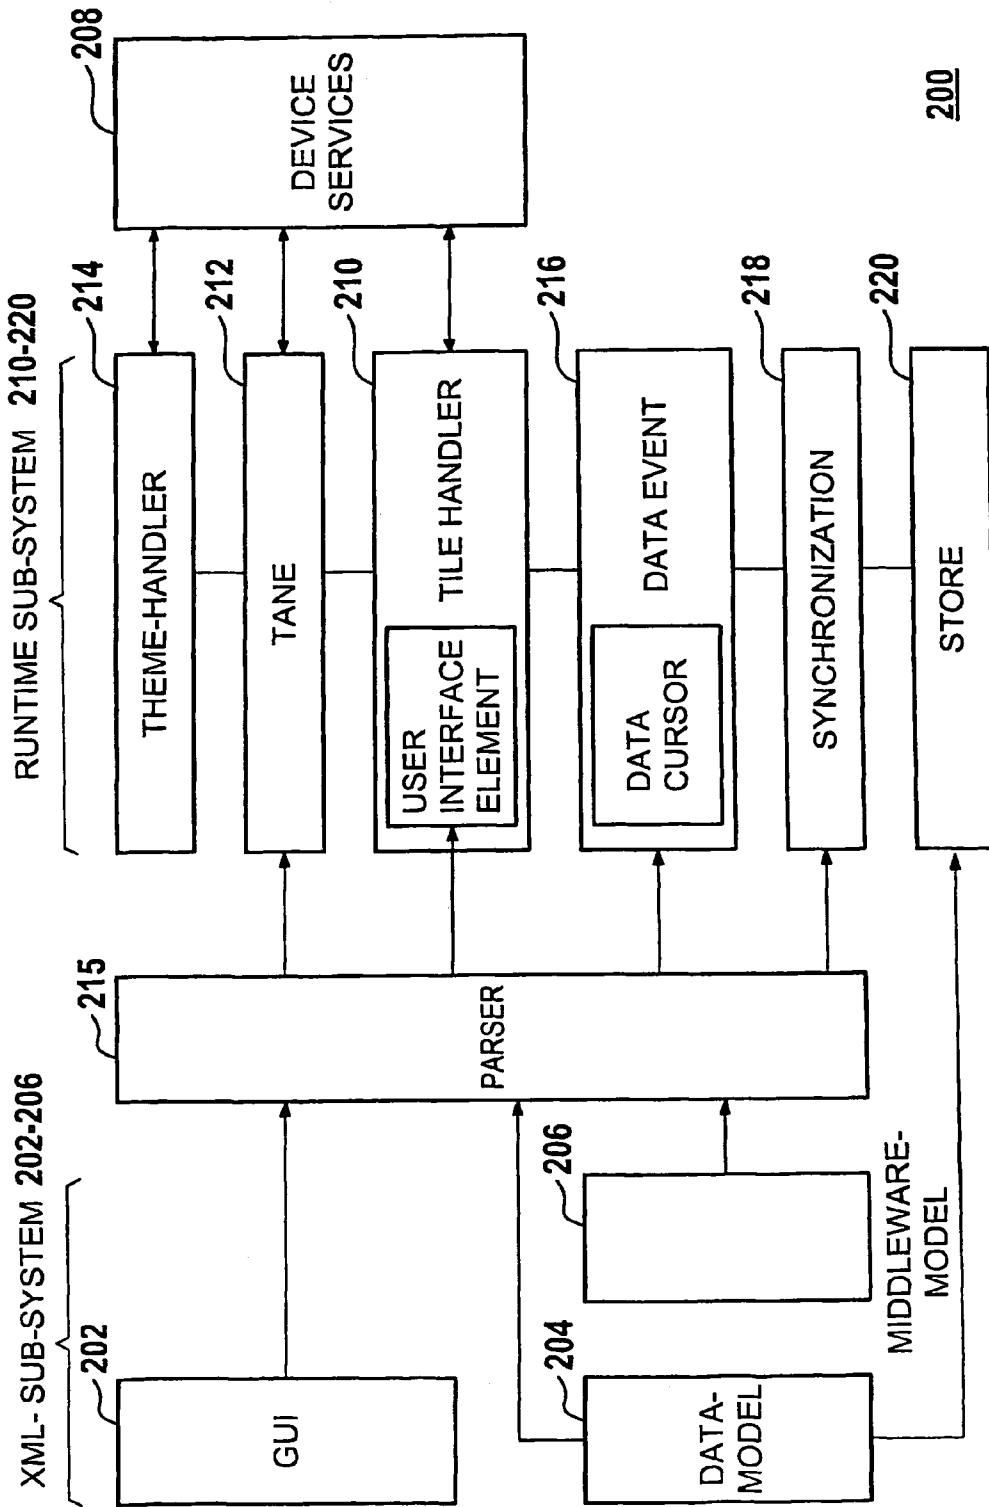 XML- SUB-SYSTEM 202-206
RUNTIME SUB-SYSTEM 210-220
202
GUI
204
DATA-
MODEL
206
MIDDLEWARE-
MODEL
215
PARSER
214
THEME-HANDLER
212
TANE
210
USER
INTERFACE
ELEMENT
TILE HANDLER
216
DATA
CURSOR
DATA EVENT
218
SYNCHRONIZATION
220
STORE
208
DEVICE
SERVICES
200